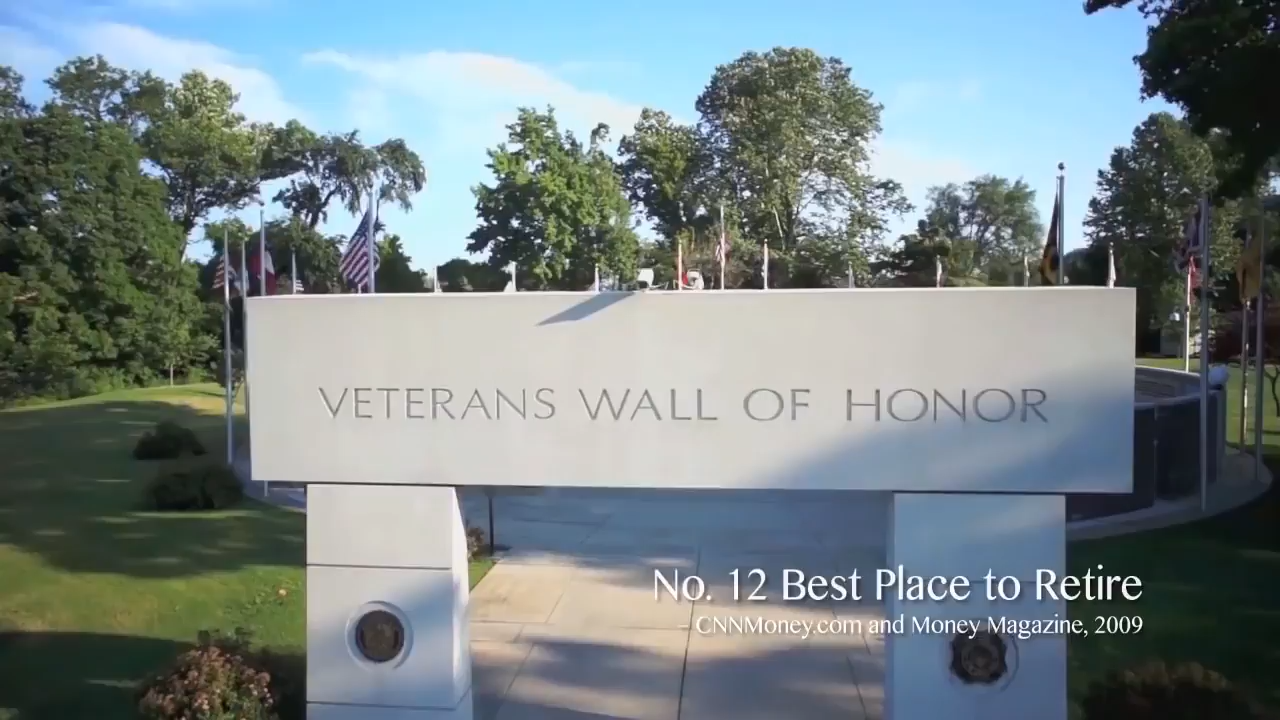 VETERANS WALL OF HONOR
No. 12 Best Place to Retire
– CNNMoney.com and Money Magazine, 2009